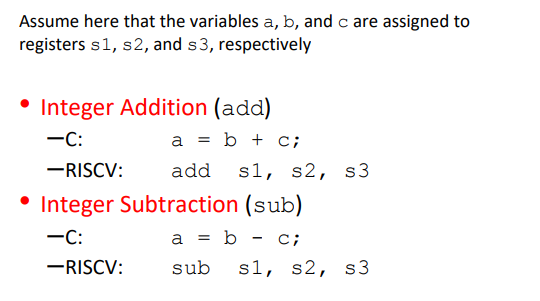 Assume here that the variables a, b, and c are assigned to
registers s1, s2, and s3, respectively
• Integer Addition (add)
—C: a = b + c;
—RISCV: add s1, s2, s3
• Integer Subtraction (sub)
—C: a = b - c;
—RISCV: sub s1, s2, s3